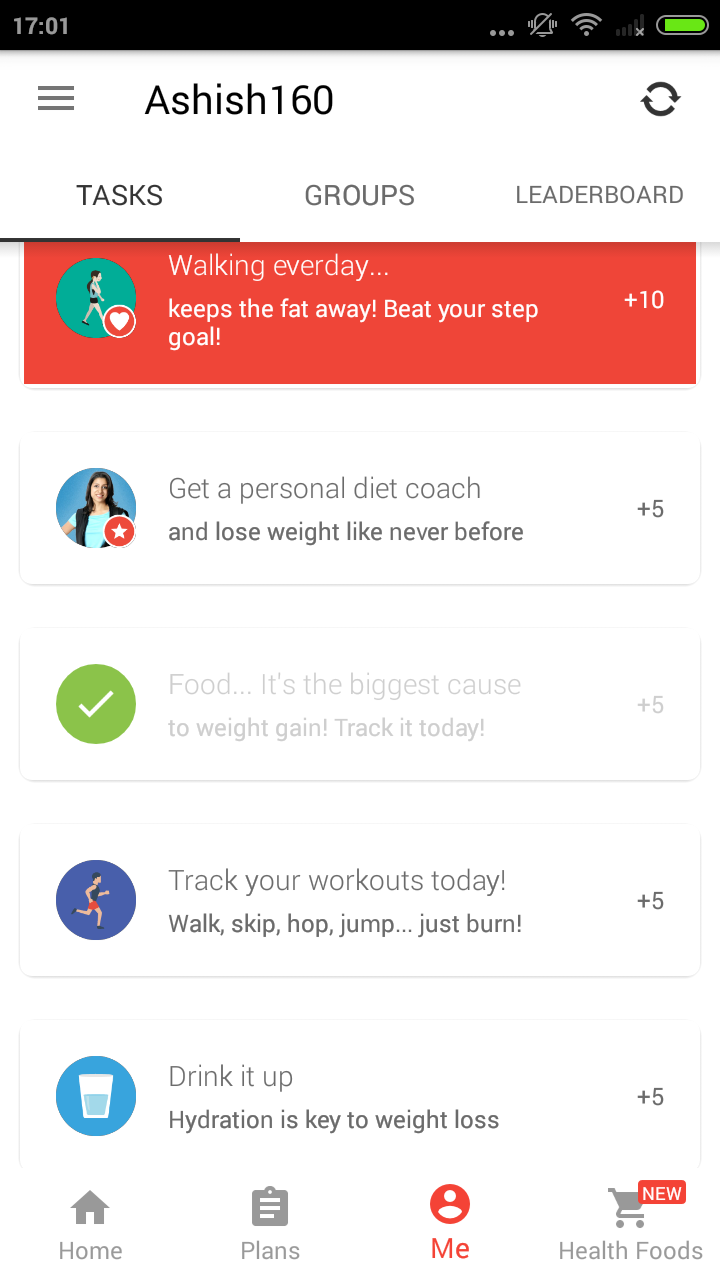 17:01
Ashish160
TASKS
GROUPS
LEADERBOARD
Walking everday...
keeps the fat away! Beat your step
goal!
+10
Get a personal diet coach
and lose weight like never before
+5
Food... It's the biggest cause
to weight gain! Track it today!
+5
Track your workouts today!
Walk, skip, hop, jump... just burn!
+5
Drink it up
Hydration is key to weight loss
+5
Home
Plans
Me
NEW
Health Foods